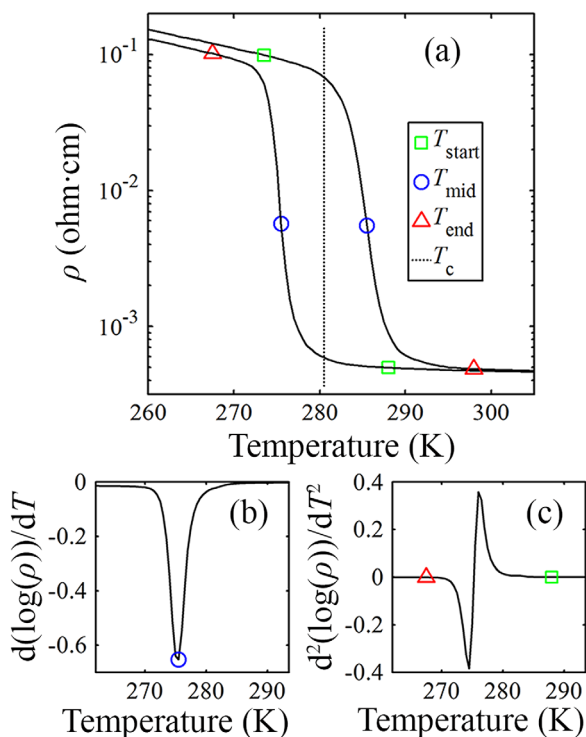 (a)
10⁻¹
10⁻²
10⁻³
ρ (ohm·cm)
T_start
T_mid
T_end
T_c
260 270 280 290 300
Temperature (K)
(b)
0
-0.2
-0.4
-0.6
d(log(ρ))/dT
270 280 290
Temperature (K)
(c)
0.4
0.2
0
-0.2
-0.4
d²(log(ρ))/dT²
270 280 290
Temperature (K)